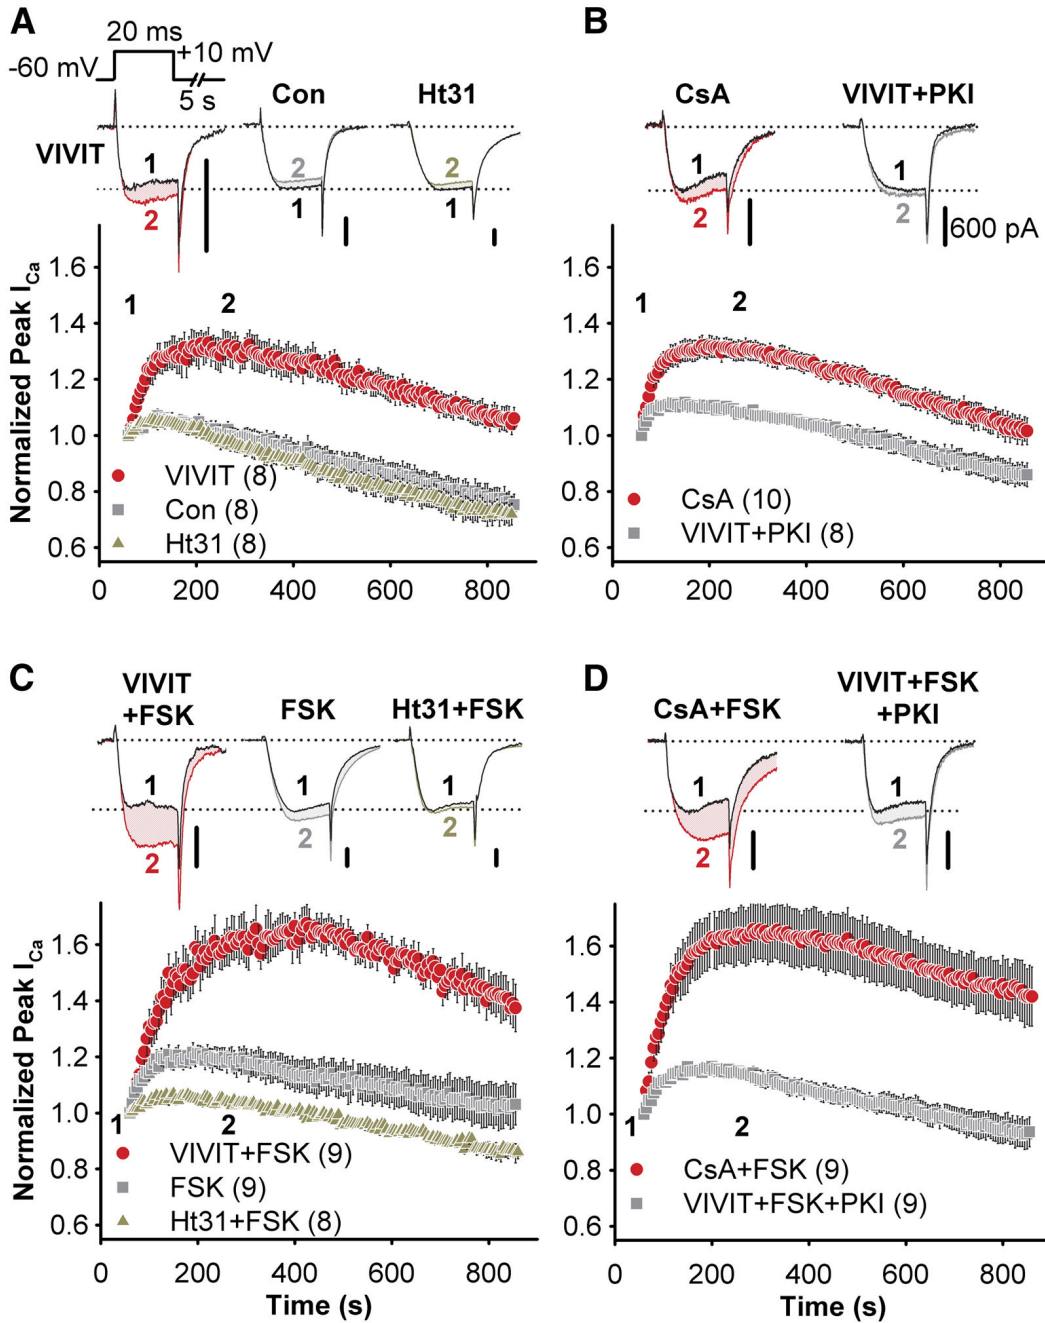 A
20 ms
-60 mV
+10 mV
5 s
Con
Ht31
VIVIT
1
2
2
1
2
1
Normalized Peak I_Ca
1.6
1.4
1.2
1.0
0.8
0.6
1
2
VIVIT (8)
Con (8)
Ht31 (8)
0
200
400
600
800
B
CsA
VIVIT+PKI
1
2
1
2
600 pA
1.6
1.4
1.2
1.0
0.8
0.6
1
2
CsA (10)
VIVIT+PKI (8)
0
200
400
600
800
C
VIVIT
+FSK
FSK
Ht31+FSK
1
2
1
2
1
2
Normalized Peak I_Ca
1.6
1.4
1.2
1.0
0.8
0.6
1
2
VIVIT+FSK (9)
FSK (9)
Ht31+FSK (8)
0
200
400
600
800
Time (s)
D
CsA+FSK
VIVIT+FSK
+PKI
1
2
1
2
1.6
1.4
1.2
1.0
0.8
0.6
1
2
CsA+FSK (9)
VIVIT+FSK+PKI (9)
0
200
400
600
800
Time (s)